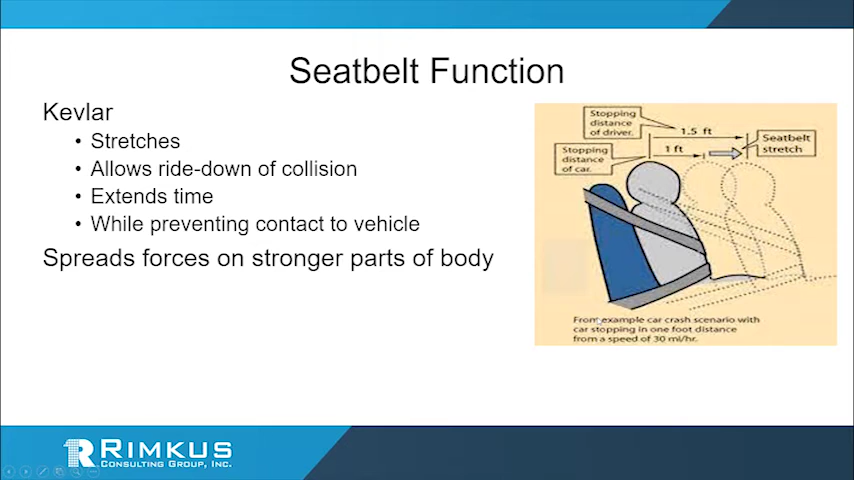 Seatbelt Function
Kevlar
• Stretches
• Allows ride-down of collision
• Extends time
• While preventing contact to vehicle
Spreads forces on stronger parts of body
Stopping
distance
of driver.
1.5 ft
Seatbelt
stretch
Stopping
distance
of car.
1 ft
From example car crash scenario with
car stopping in one foot distance
from a speed of 30 mi/hr.
RIMKUS
CONSULTING GROUP, INC.